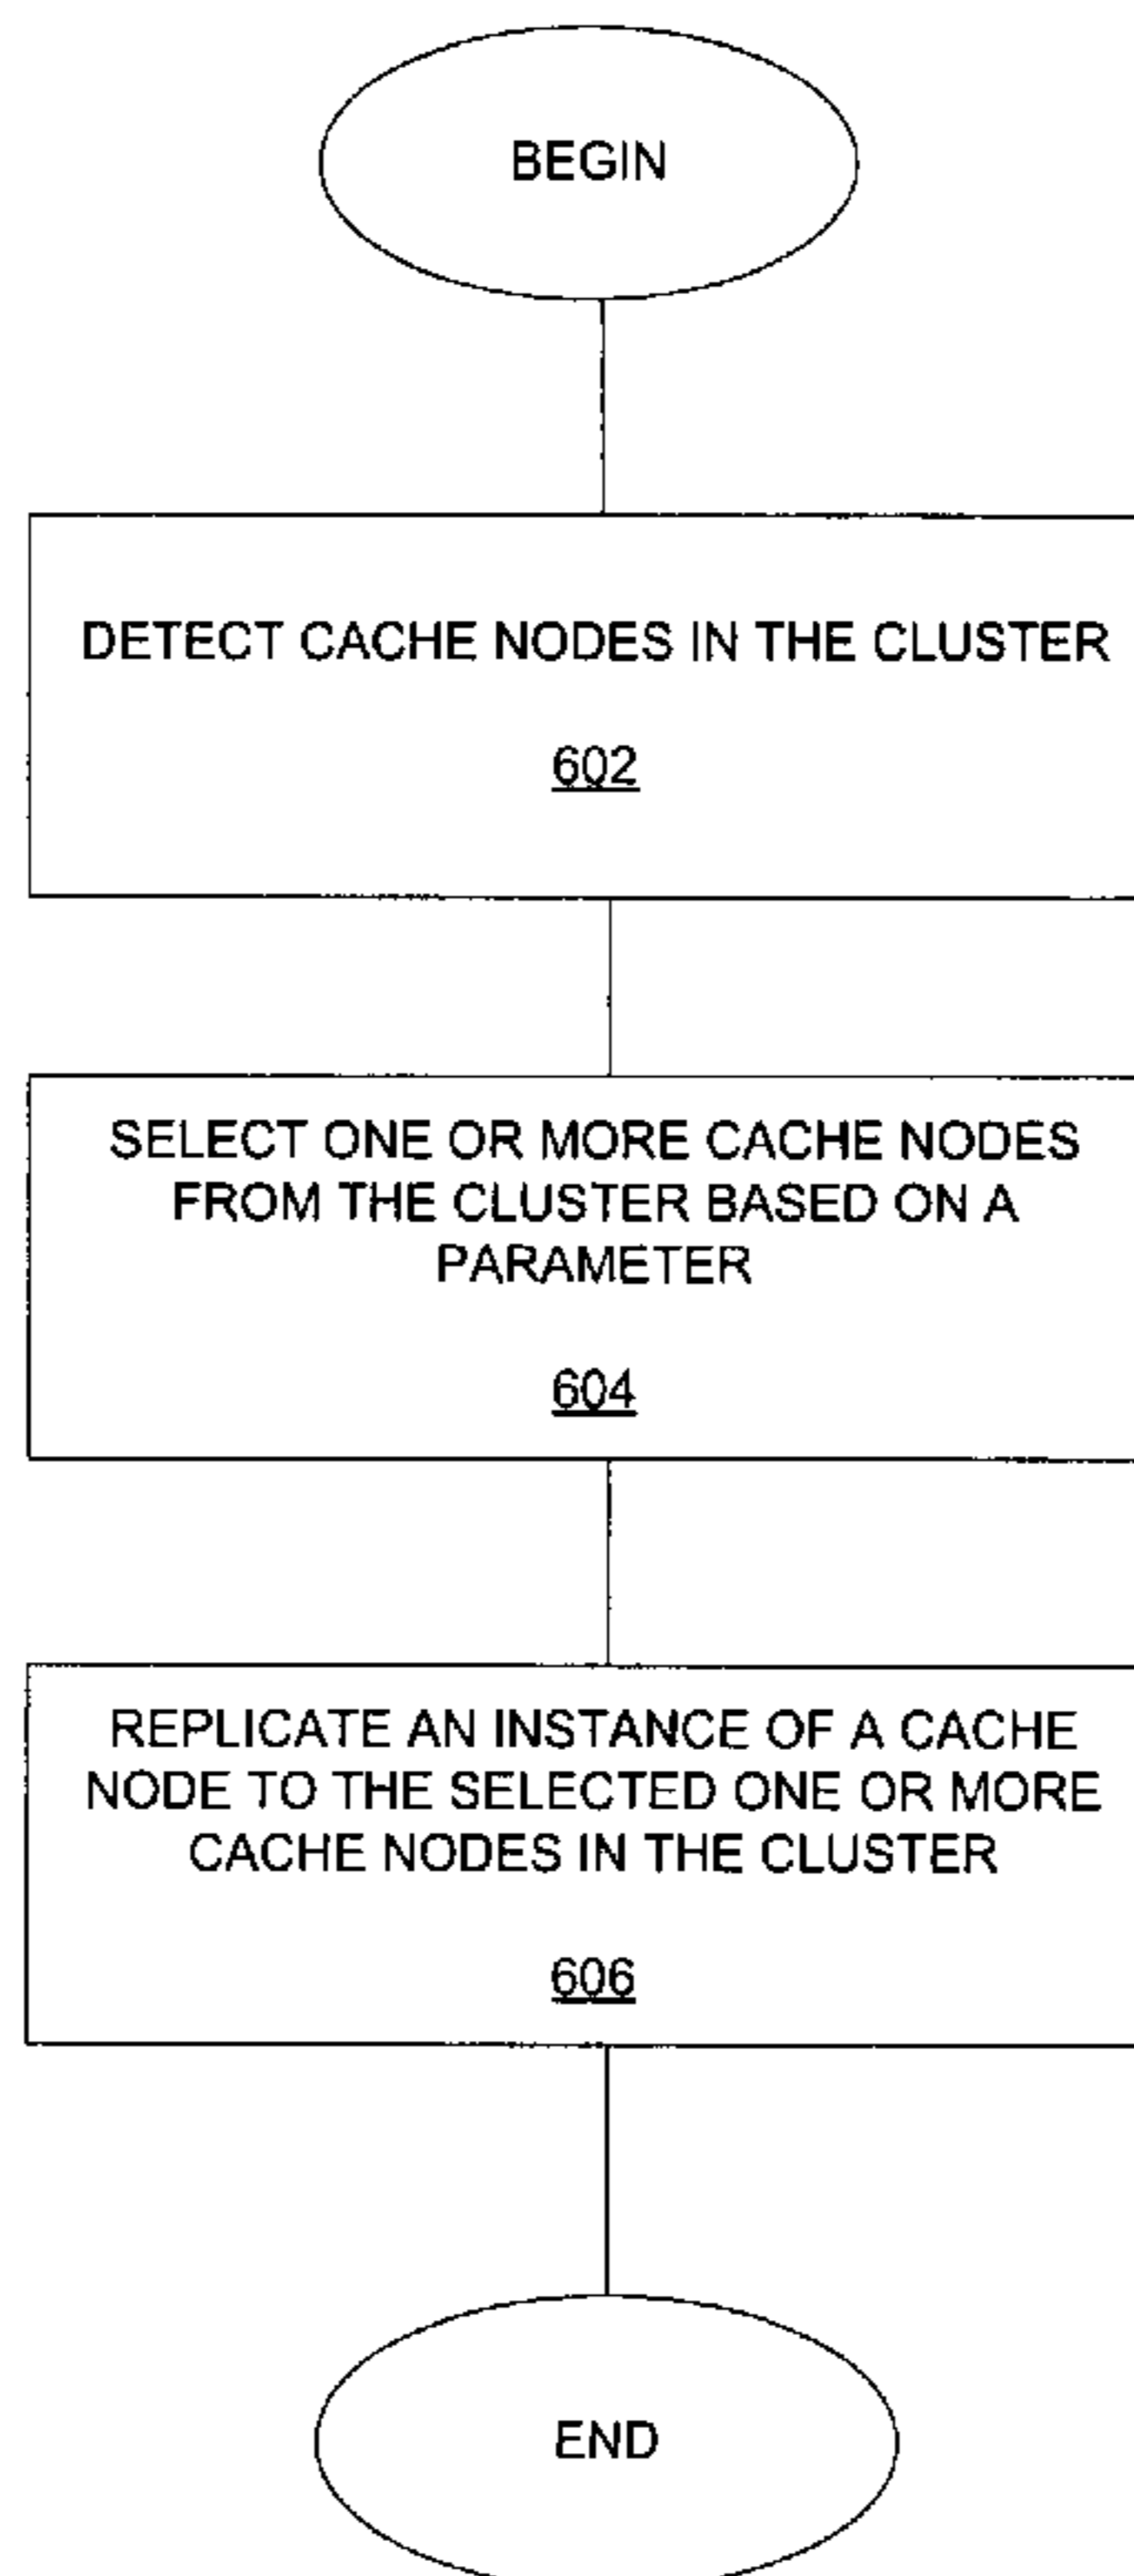 BEGIN
DETECT CACHE NODES IN THE CLUSTER
602
SELECT ONE OR MORE CACHE NODES
FROM THE CLUSTER BASED ON A
PARAMETER
604
REPLICATE AN INSTANCE OF A CACHE
NODE TO THE SELECTED ONE OR MORE
CACHE NODES IN THE CLUSTER
606
END